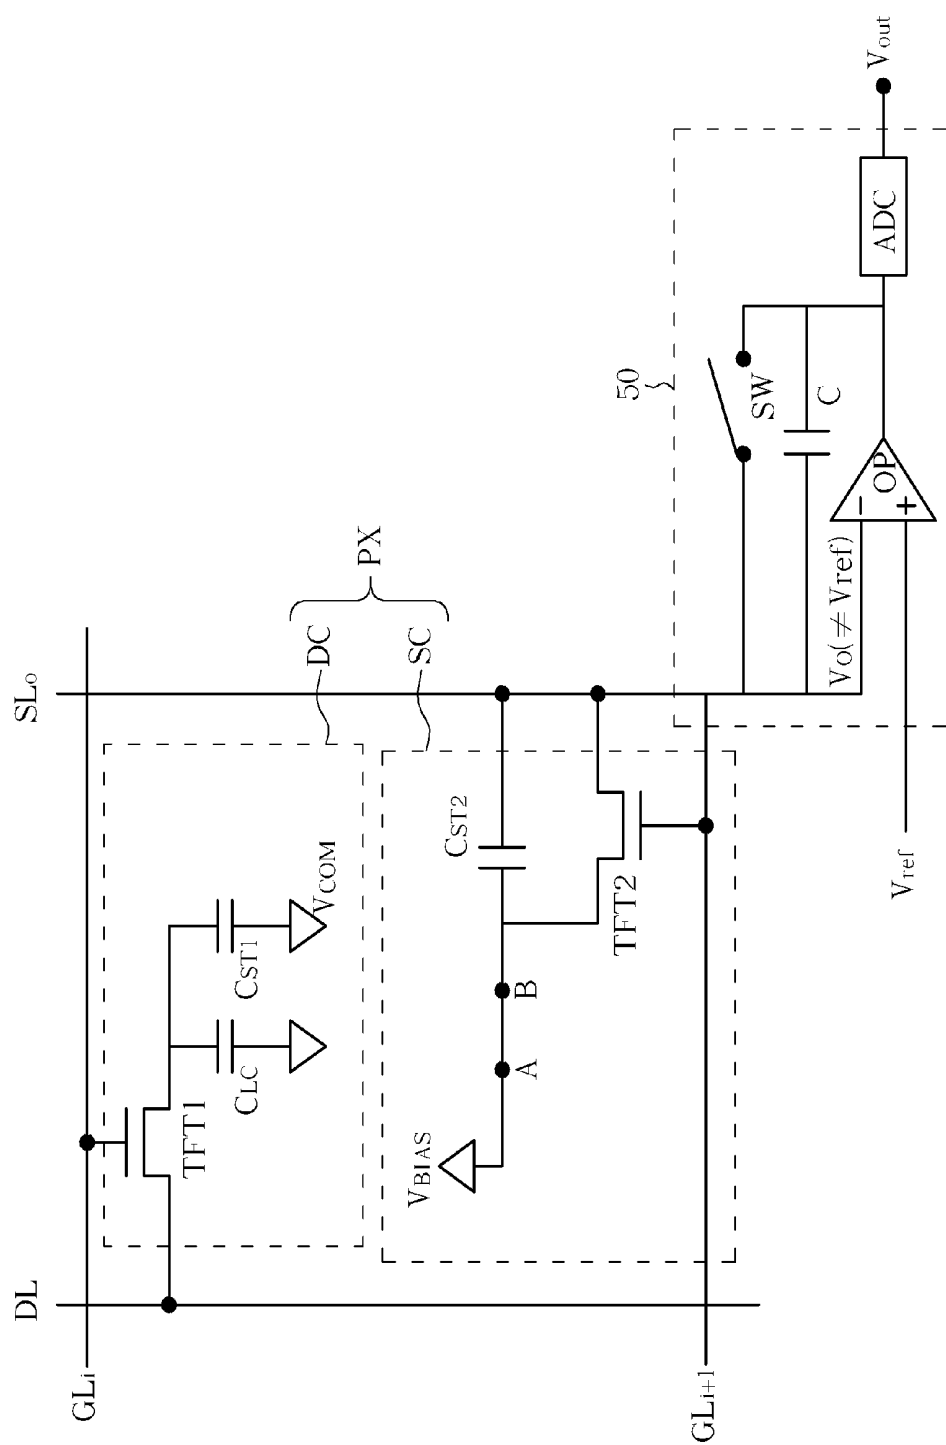 GLi
DL
TFT1
CLC
CST1
VCOM
DC
SC
PX
SLo
VBIAS
A
B
CST2
TFT2
GLi+1
50
SW
C
Vo(≠Vref)
−
+
OP
ADC
Vout
Vref